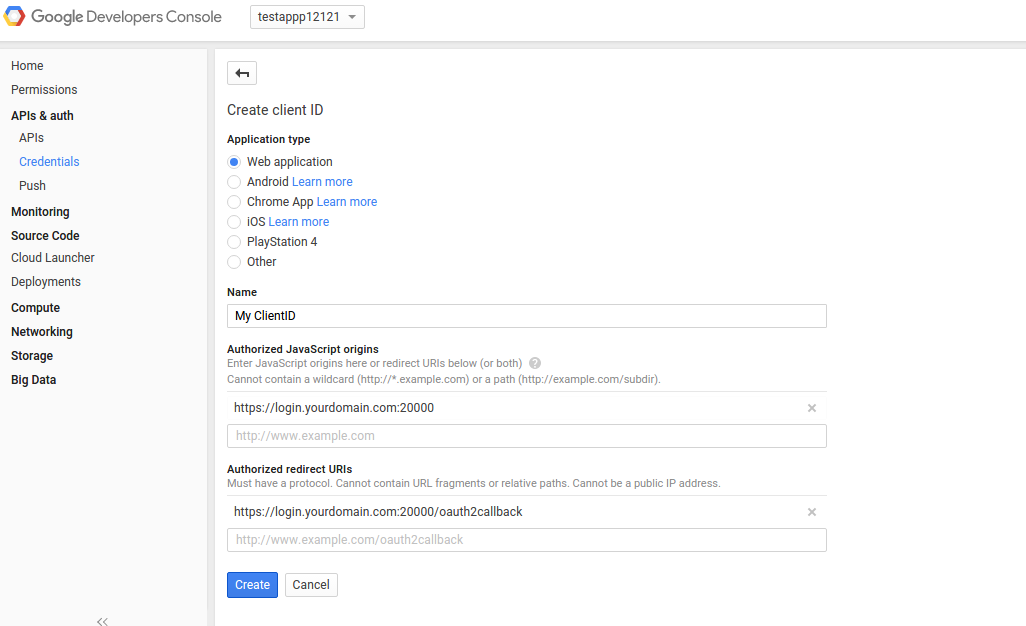 Google Developers Console
testappp12121
Home
Permissions
APIs & auth
APIs
Credentials
Push
Monitoring
Source Code
Cloud Launcher
Deployments
Compute
Networking
Storage
Big Data
Create client ID
Application type
Web application
Android Learn more
Chrome App Learn more
iOS Learn more
PlayStation 4
Other
Name
My ClientID
Authorized JavaScript origins
Enter JavaScript origins here or redirect URIs below (or both) ?
Cannot contain a wildcard (http://*.example.com) or a path (http://example.com/subdir).
https://login.yourdomain.com:20000
http://www.example.com
Authorized redirect URIs
Must have a protocol. Cannot contain URL fragments or relative paths. Cannot be a public IP address.
https://login.yourdomain.com:20000/oauth2callback
http://www.example.com/oauth2callback
Create Cancel